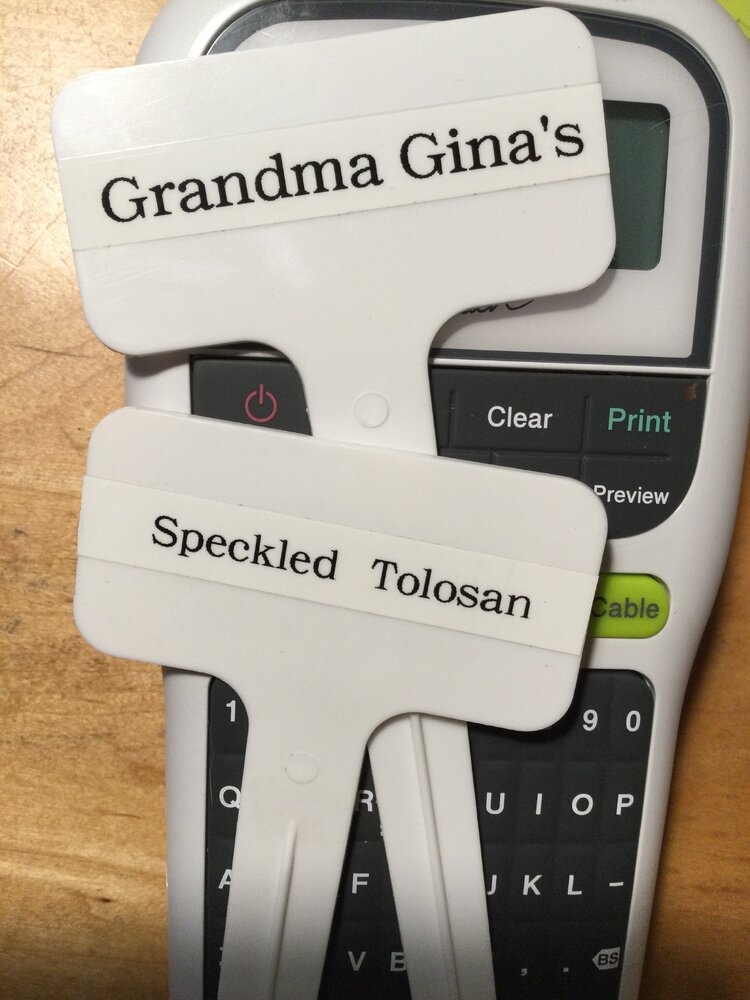 Grandma Gina's
Clear Print
Preview
Speckled Tolosan
Cable
1 9 0
Q R U I O P
A F J K L –
V B , . BS